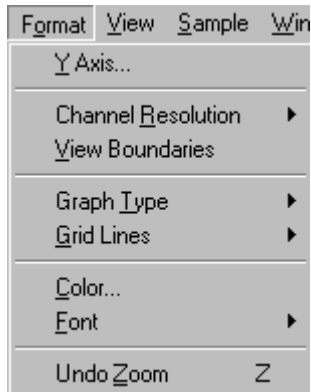 Format View Sample Win
Y Axis...
Channel Resolution
View Boundaries
Graph Type
Grid Lines
Color...
Font
Undo Zoom Z